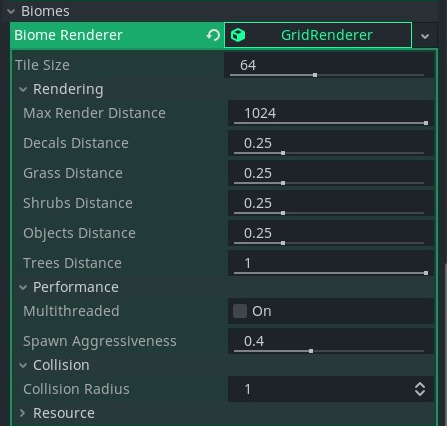 Biomes
Biome Renderer GridRenderer
Tile Size 64
Rendering
Max Render Distance 1024
Decals Distance 0.25
Grass Distance 0.25
Shrubs Distance 0.25
Objects Distance 0.25
Trees Distance 1
Performance
Multithreaded On
Spawn Aggressiveness 0.4
Collision
Collision Radius 1
Resource